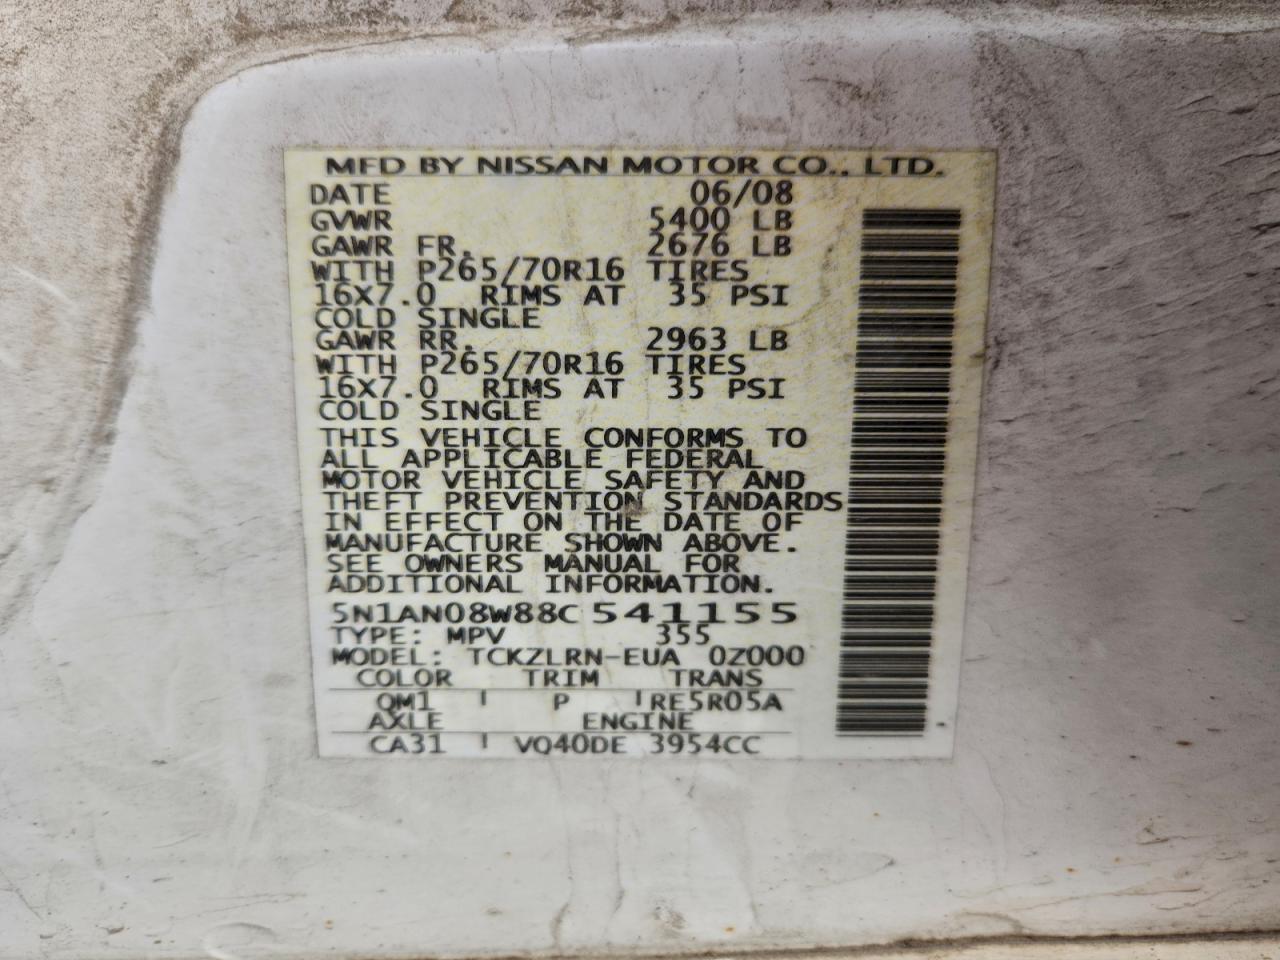 MFD BY NISSAN MOTOR CO., LTD.
DATE 06/08
GVWR 5400 LB
GAWR FR. 2676 LB
WITH P265/70R16 TIRES
16X7.0 RIMS AT 35 PSI
COLD SINGLE
GAWR RR. 2963 LB
WITH P265/70R16 TIRES
16X7.0 RIMS AT 35 PSI
COLD SINGLE
THIS VEHICLE CONFORMS TO
ALL APPLICABLE FEDERAL
MOTOR VEHICLE SAFETY AND
THEFT PREVENTION STANDARDS
IN EFFECT ON THE DATE OF
MANUFACTURE SHOWN ABOVE.
SEE OWNERS MANUAL FOR
ADDITIONAL INFORMATION.
5N1AN08W88C541155
TYPE: MPV 355
MODEL: TCKZLRN-EUA 0Z000
COLOR TRIM TRANS
QM1 P RE5R05A
AXLE ENGINE
CA31 VQ40DE 3954CC